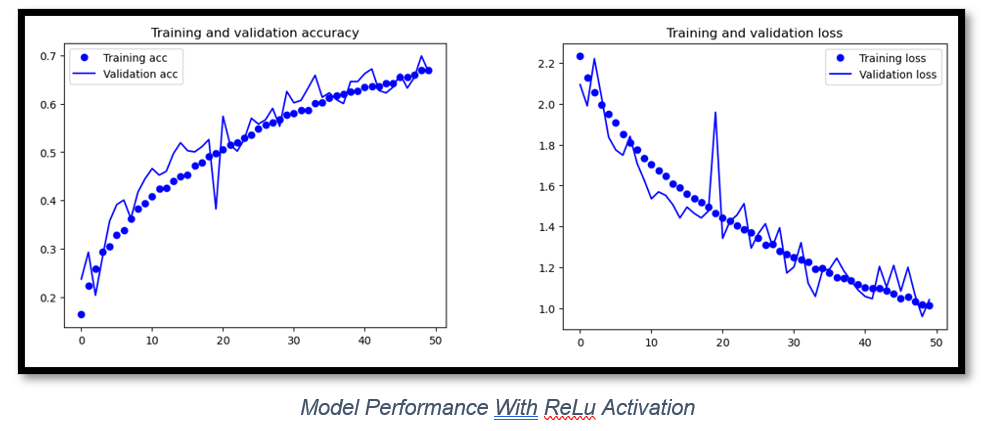 Training and validation accuracy
Training acc
Validation acc
0.7
0.6
0.5
0.4
0.3
0.2
0 10 20 30 40 50
Training and validation loss
Training loss
Validation loss
2.2
2.0
1.8
1.6
1.4
1.2
1.0
0 10 20 30 40 50
Model Performance With ReLu Activation